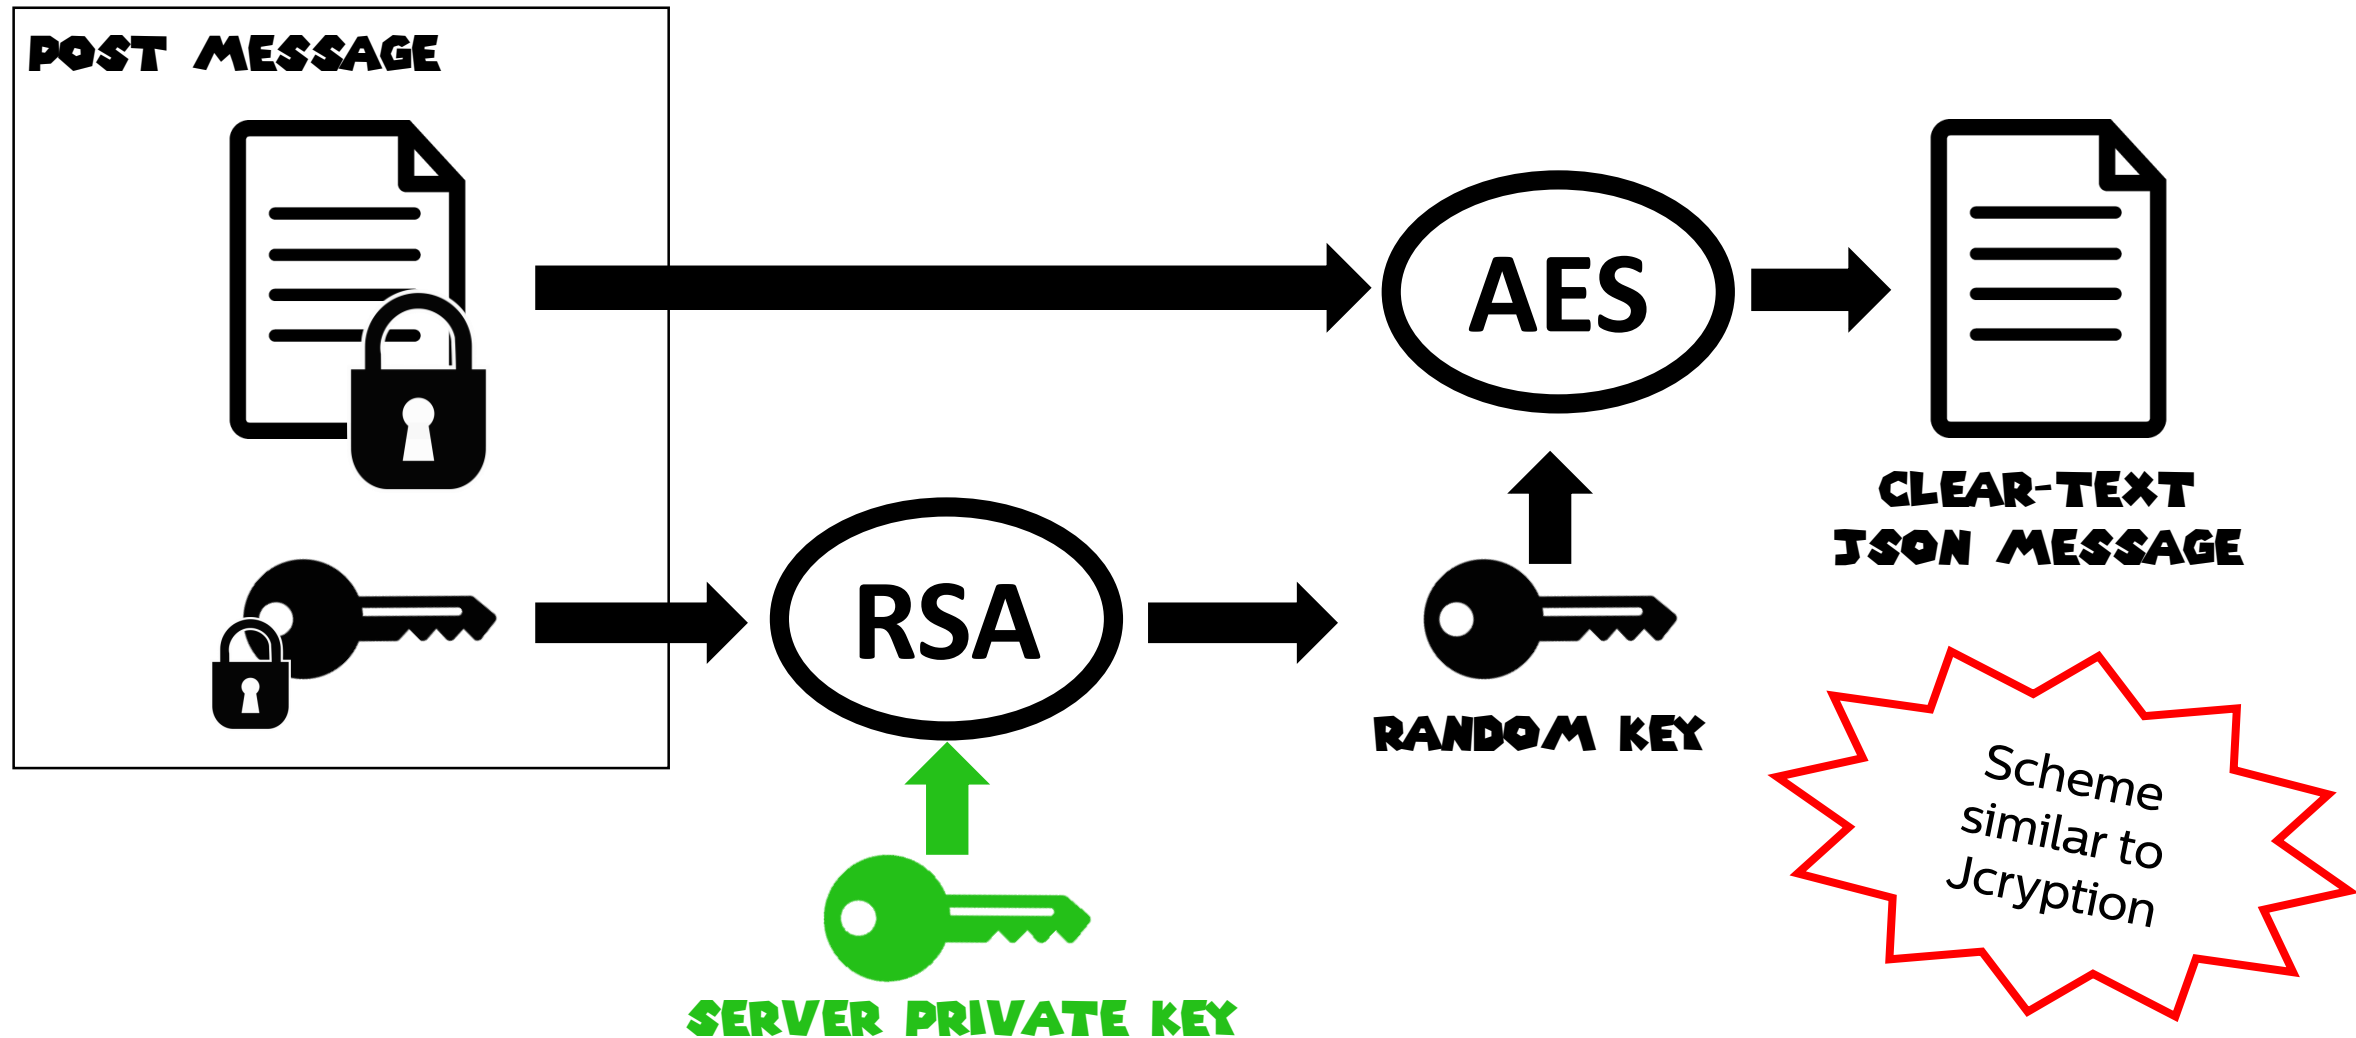 POST MESSAGE
AES
CLEAR-TEXT
JSON MESSAGE
RSA
RANDOM KEY
SERVER PRIVATE KEY
Scheme
similar to
Jcryption